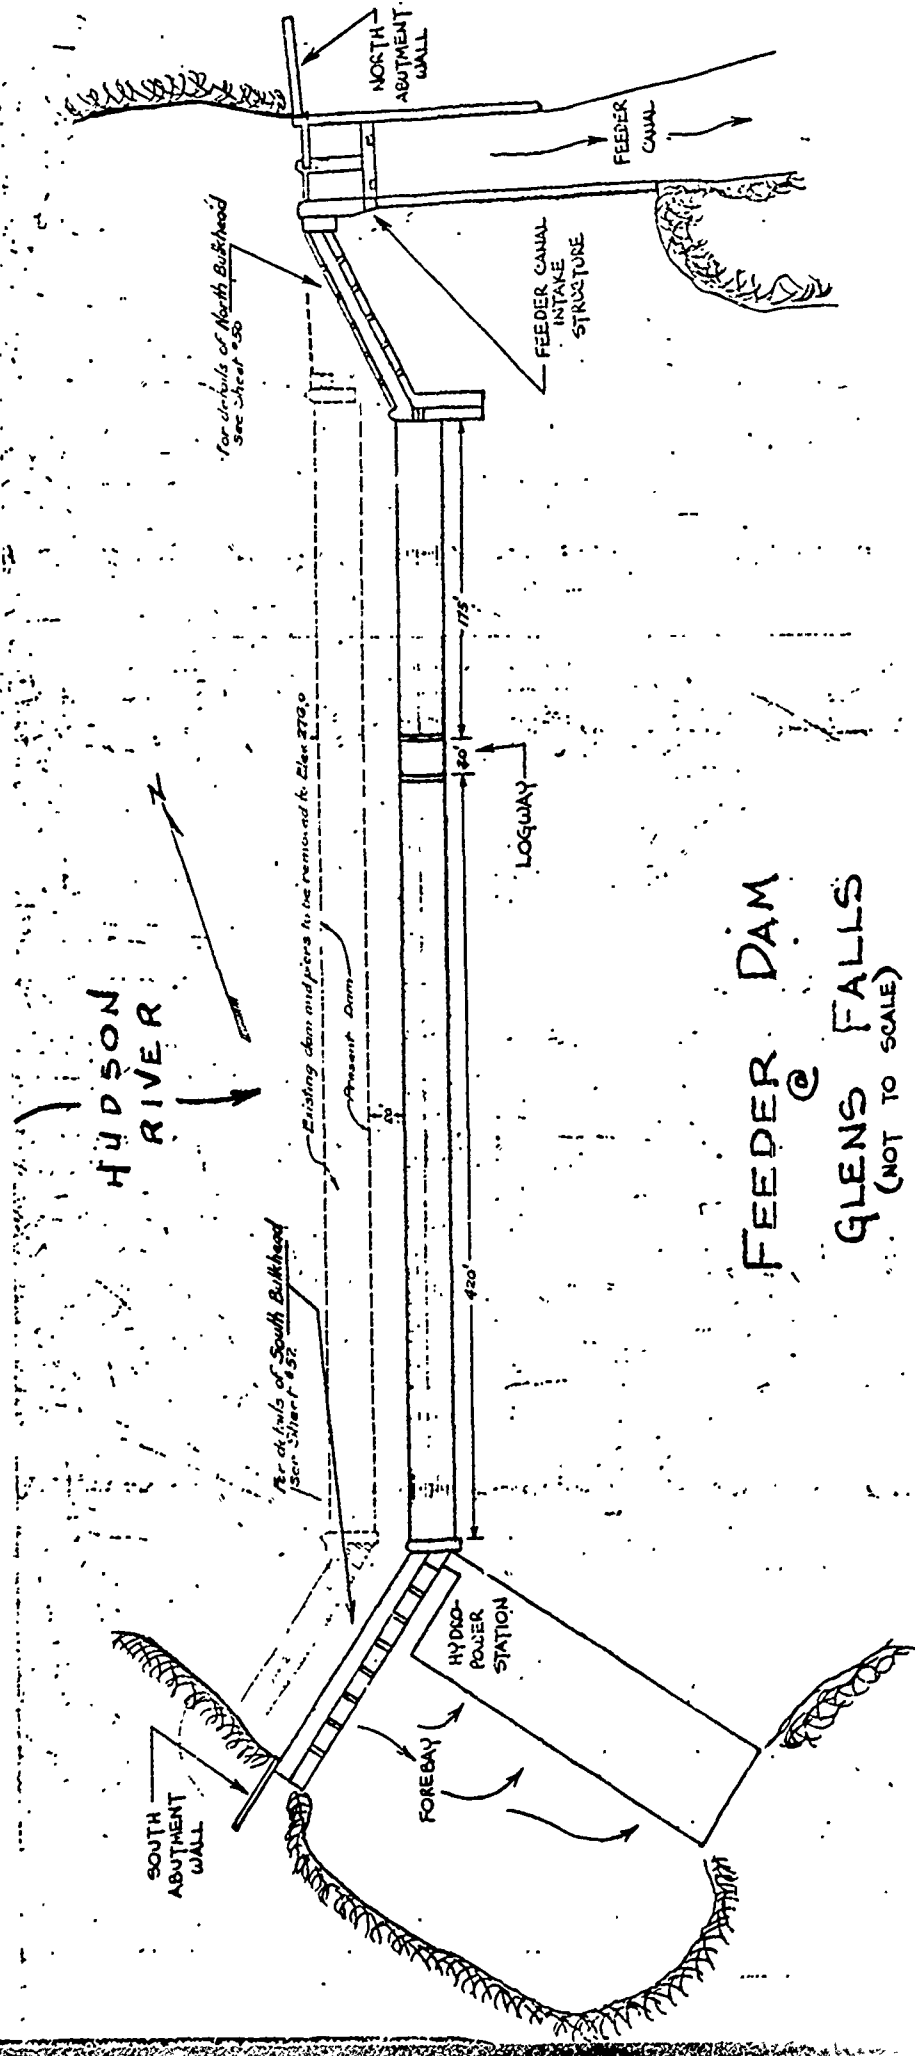 HUDSON
RIVER
N
SOUTH
ABUTMENT
WALL
For details of South Bulkhead
See Sheet #57.
Existing dam and piers to be removed to Elev. 270.0
Present Dam
20'
For details of North Bulkhead
See Sheet #50
NORTH
ABUTMENT
WALL
FOREBAY
HYDRO-
POWER
STATION
420'
20'
175'
LOGWAY
FEEDER CANAL
INTAKE
STRUCTURE
FEEDER
CANAL
FEEDER DAM
@
GLENS FALLS
(NOT TO SCALE)